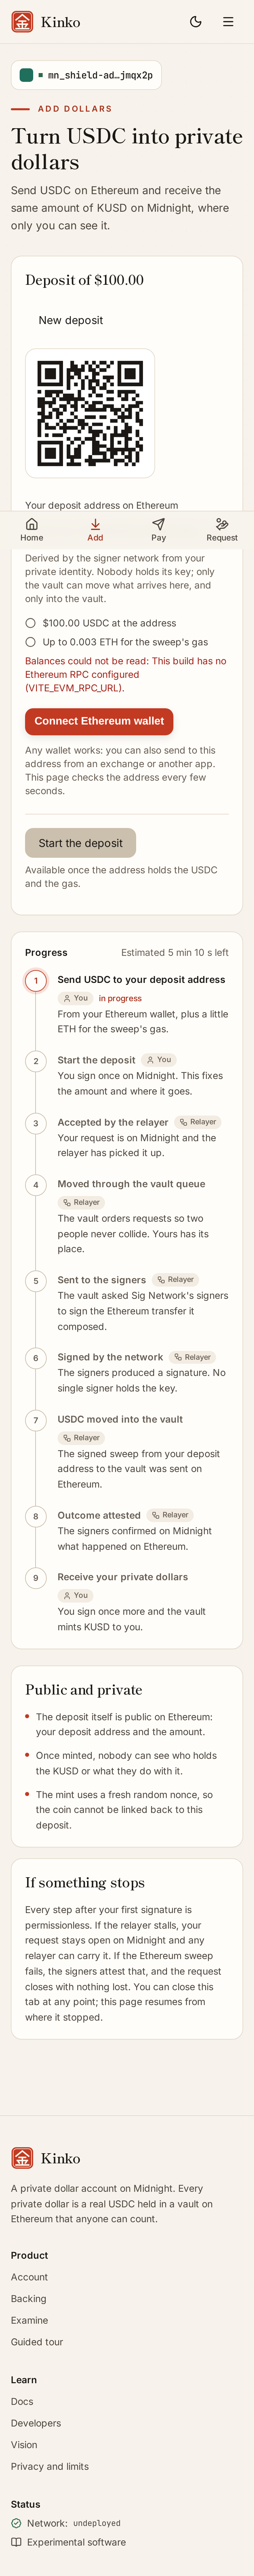 金
Kinko
mn_shield-ad…jmqx2p
ADD DOLLARS
Turn USDC into private
dollars
Send USDC on Ethereum and receive the
same amount of KUSD on Midnight, where
only you can see it.
Deposit of $100.00
New deposit
Your deposit address on Ethereum
Home
Add
Pay
Request
Derived by the signer network from your
private identity. Nobody holds its key; only
the vault can move what arrives here, and
only into the vault.
$100.00 USDC at the address
Up to 0.003 ETH for the sweep's gas
Balances could not be read: This build has no
Ethereum RPC configured
(VITE_EVM_RPC_URL).
Connect Ethereum wallet
Any wallet works: you can also send to this
address from an exchange or another app.
This page checks the address every few
seconds.
Start the deposit
Available once the address holds the USDC
and the gas.
Progress
Estimated 5 min 10 s left
1
Send USDC to your deposit address
You
in progress
From your Ethereum wallet, plus a little
ETH for the sweep's gas.
2
Start the deposit
You
You sign once on Midnight. This fixes
the amount and where it goes.
3
Accepted by the relayer
Relayer
Your request is on Midnight and the
relayer has picked it up.
4
Moved through the vault queue
Relayer
The vault orders requests so two
people never collide. Yours has its
place.
5
Sent to the signers
Relayer
The vault asked Sig Network's signers
to sign the Ethereum transfer it
composed.
6
Signed by the network
Relayer
The signers produced a signature. No
single signer holds the key.
7
USDC moved into the vault
Relayer
The signed sweep from your deposit
address to the vault was sent on
Ethereum.
8
Outcome attested
Relayer
The signers confirmed on Midnight
what happened on Ethereum.
9
Receive your private dollars
You
You sign once more and the vault
mints KUSD to you.
Public and private
The deposit itself is public on Ethereum:
your deposit address and the amount.
Once minted, nobody can see who holds
the KUSD or what they do with it.
The mint uses a fresh random nonce, so
the coin cannot be linked back to this
deposit.
If something stops
Every step after your first signature is
permissionless. If the relayer stalls, your
request stays open on Midnight and any
relayer can carry it. If the Ethereum sweep
fails, the signers attest that, and the request
closes with nothing lost. You can close this
tab at any point; this page resumes from
where it stopped.
金
Kinko
A private dollar account on Midnight. Every
private dollar is a real USDC held in a vault on
Ethereum that anyone can count.
Product
Account
Backing
Examine
Guided tour
Learn
Docs
Developers
Vision
Privacy and limits
Status
Network: undeployed
Experimental software